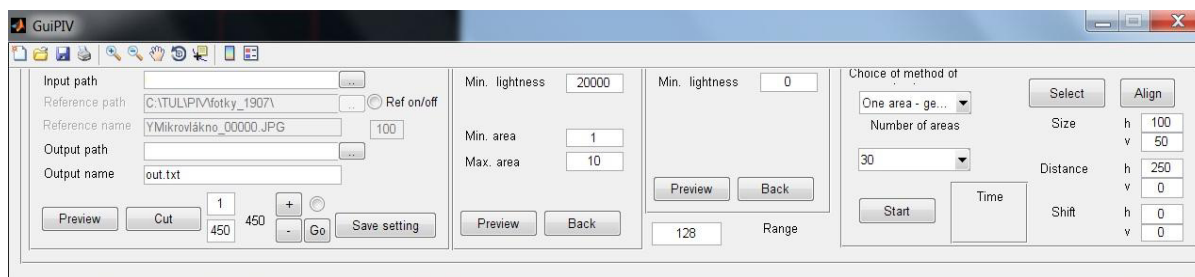 GuiPIV
Input path
..
Reference path
C:\TUL\PIV\fotky_1907\
..
Ref on/off
Reference name
YMikrovlákno_00000.JPG
100
Output path
..
Output name
out.txt
Preview
Cut
1
450
450
+
-
Go
Save setting
Min. lightness
20000
Min. area
1
Max. area
10
Preview
Back
Min. lightness
0
Preview
Back
128
Range
Choice of method of
One area - ge...
Number of areas
30
Start
Time
Select
Align
Size
h
100
v
50
Distance
h
250
v
0
Shift
h
0
v
0